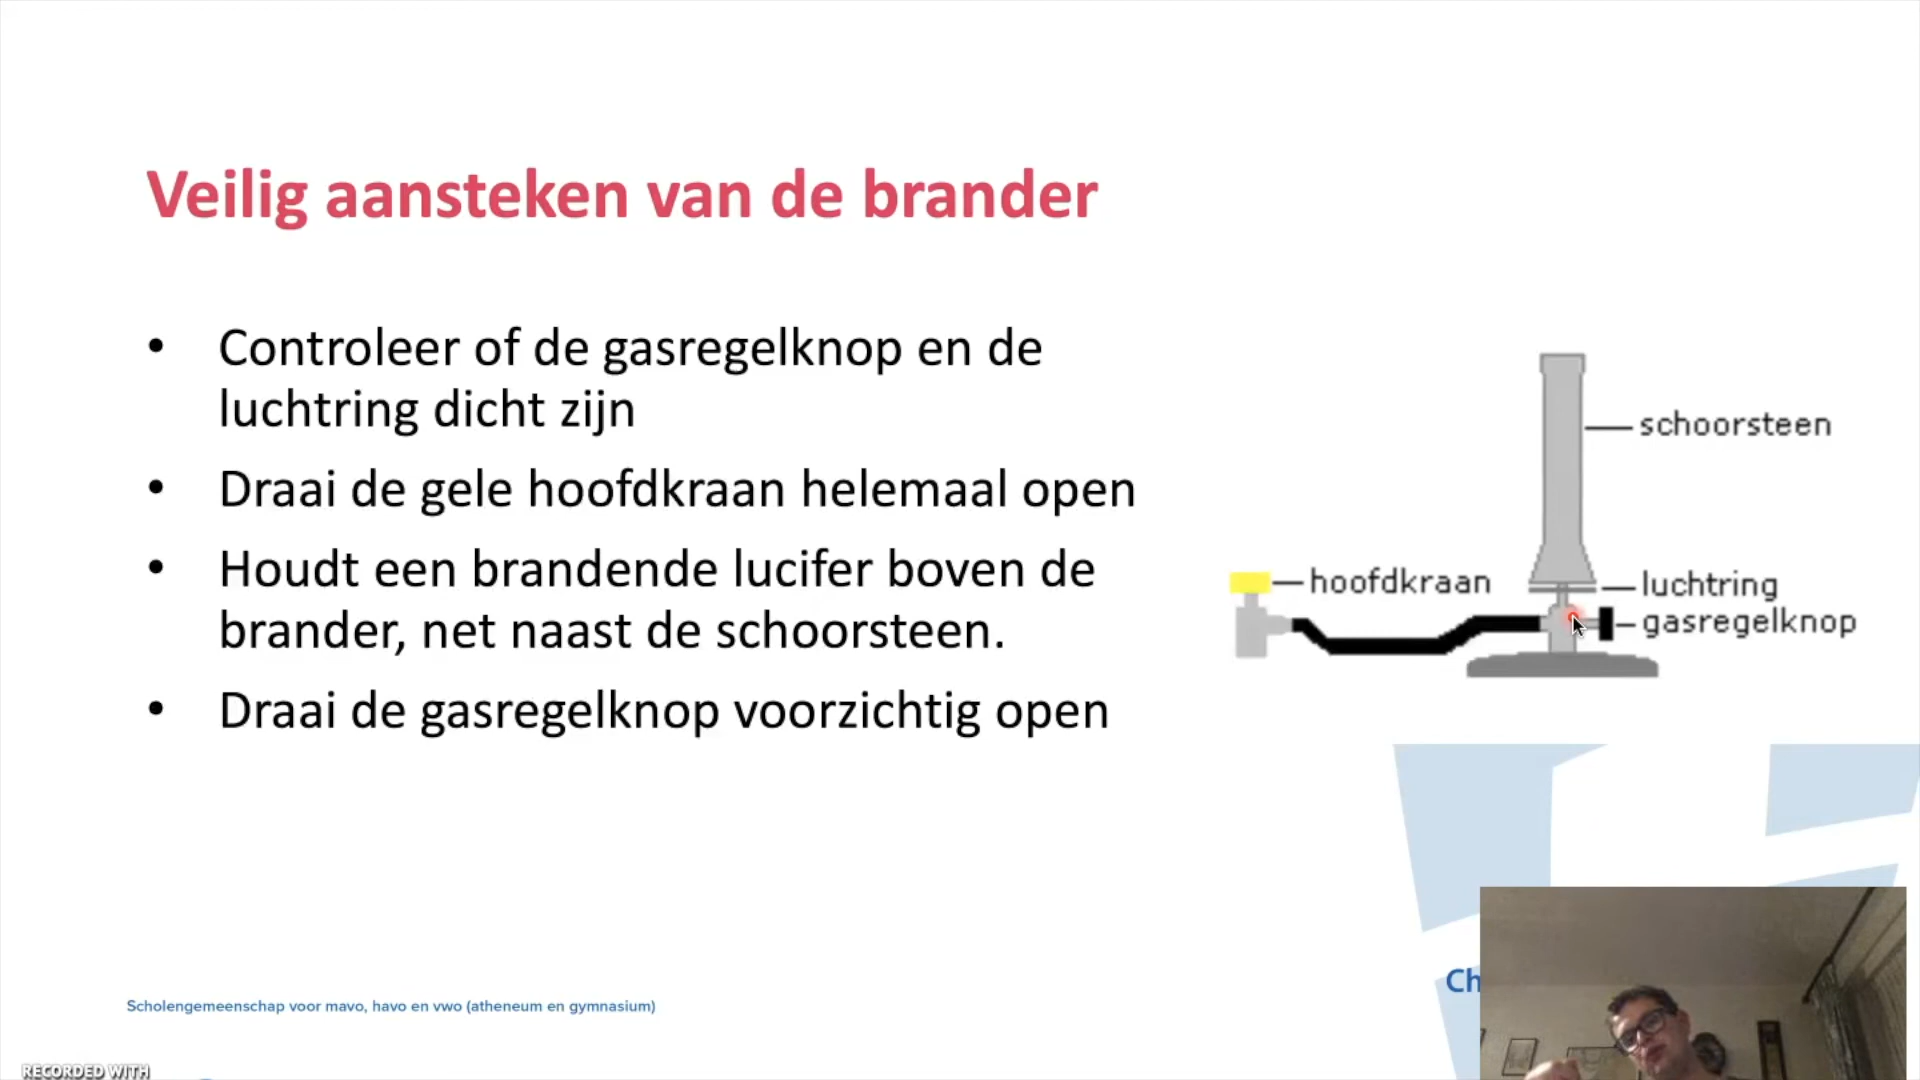 Veilig aansteken van de brander
• Controleer of de gasregelknop en de
luchtring dicht zijn
• Draai de gele hoofdkraan helemaal open
• Houdt een brandende lucifer boven de
brander, net naast de schoorsteen.
• Draai de gasregelknop voorzichtig open
schoorsteen
hoofdkraan
luchtring
gasregelknop
Ch
Scholengemeenschap voor mavo, havo en vwo (atheneum en gymnasium)
RECORDED WITH